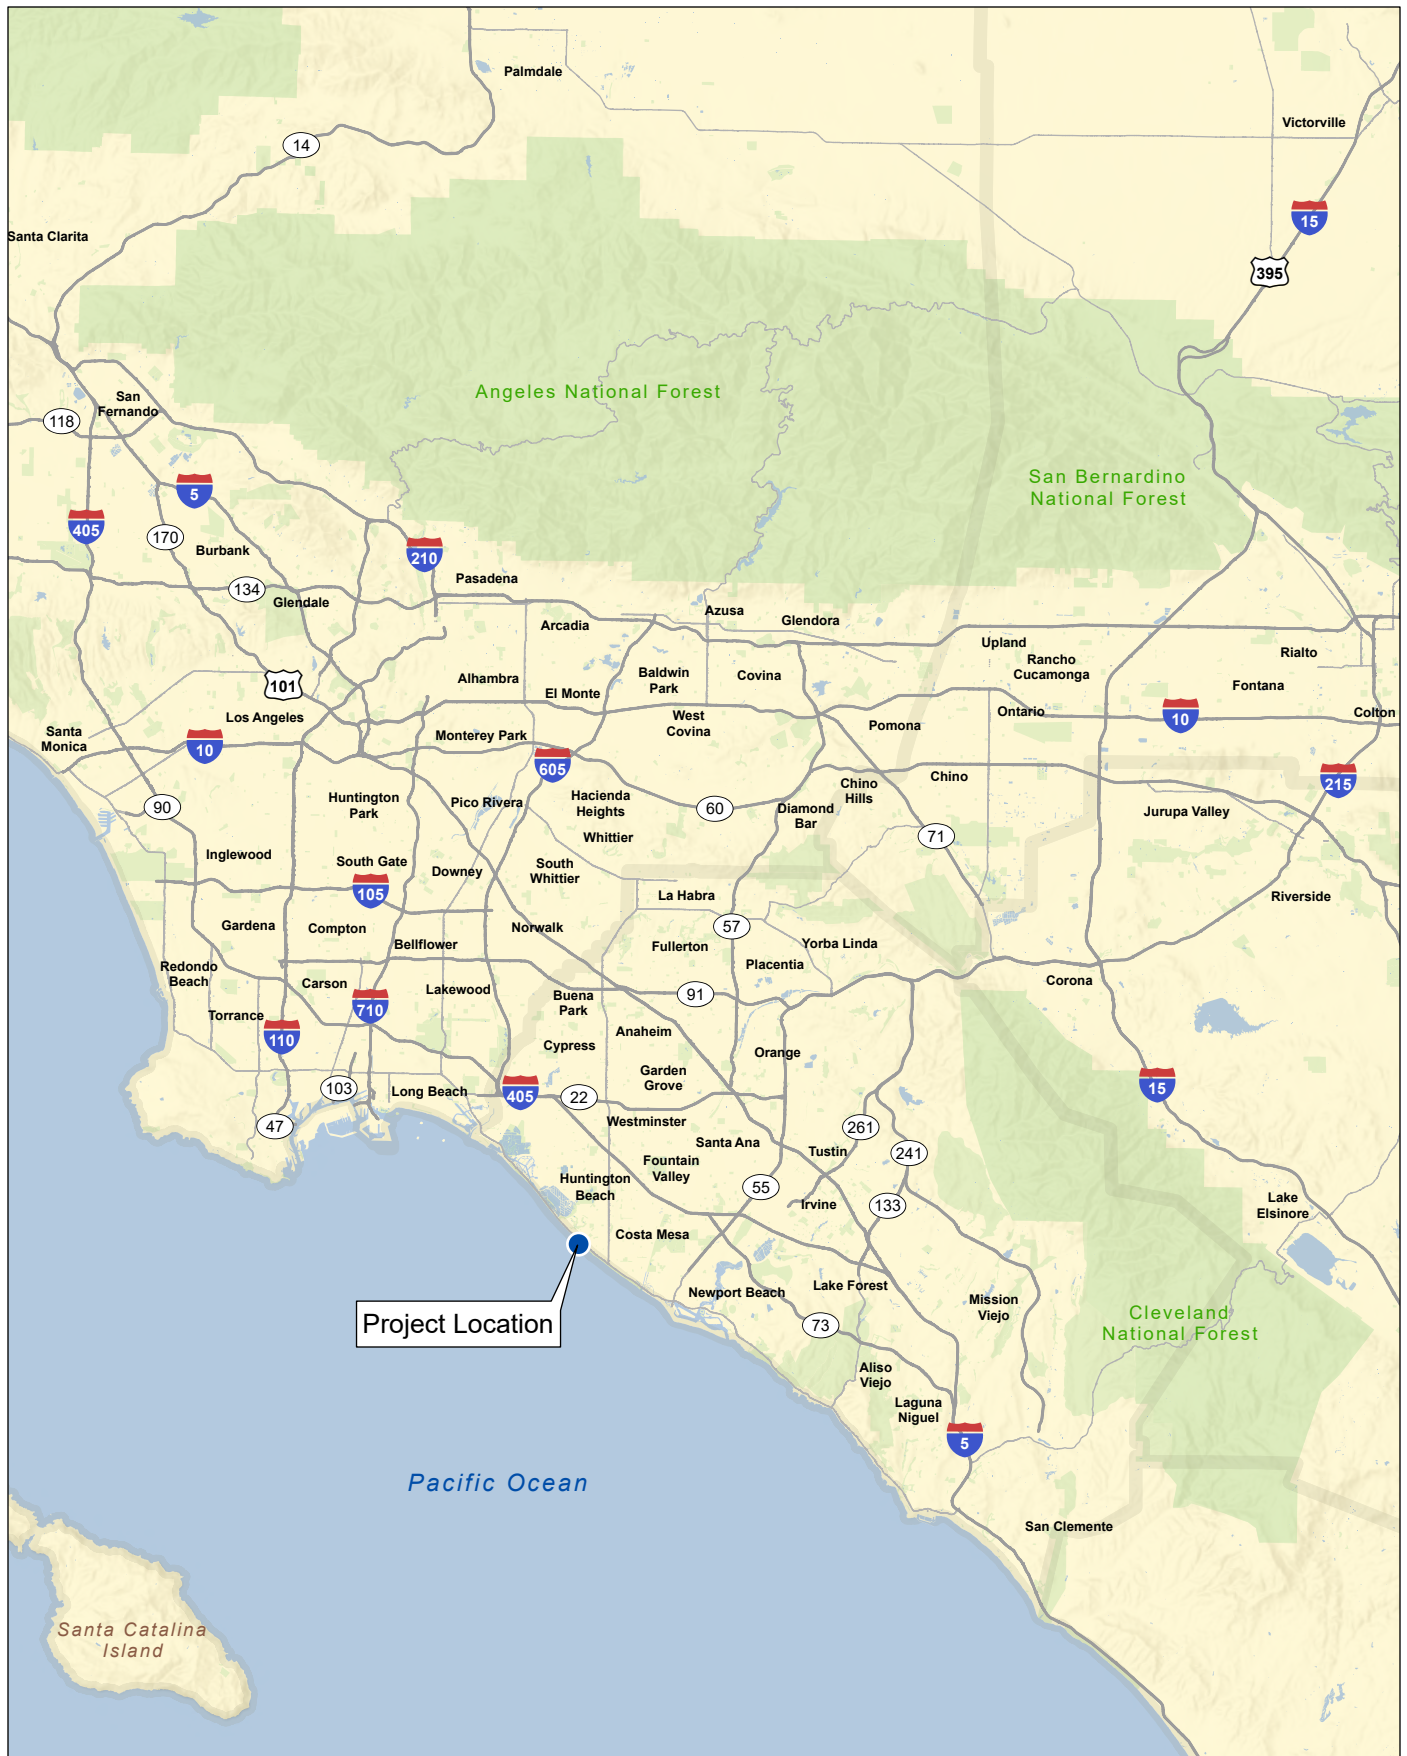 Palmdale
Victorville
14
15
Santa Clarita
395
Angeles National Forest
San
Fernando
118
San Bernardino
National Forest
5
405
170
Burbank
210
134
Pasadena
Glendale
Azusa
Glendora
Arcadia
Upland
Rialto
Rancho
Cucamonga
Baldwin
Park
Covina
Alhambra
101
El Monte
Fontana
Los Angeles
Ontario
10
Colton
West
Covina
Pomona
Santa
Monica
10
Monterey Park
605
Chino
215
Chino
Hills
Huntington
Park
Pico Rivera
Hacienda
Heights
90
60
Diamond
Bar
Jurupa Valley
Whittier
71
Inglewood
South Gate
Downey
South
Whittier
105
La Habra
Riverside
Gardena
Compton
Norwalk
57
Bellflower
Fullerton
Yorba Linda
Placentia
Redondo
Beach
Carson
Lakewood
Corona
710
Buena
Park
91
Torrance
110
Anaheim
Cypress
Orange
Garden
Grove
103
Long Beach
405
22
15
47
Westminster
261
Santa Ana
Tustin
241
Fountain
Valley
Huntington
Beach
55
Irvine
133
Lake
Elsinore
Costa Mesa
Newport Beach
Lake Forest
Mission
Viejo
Project Location
73
Cleveland
National Forest
Aliso
Viejo
Laguna
Niguel
5
Pacific Ocean
San Clemente
Santa Catalina
Island